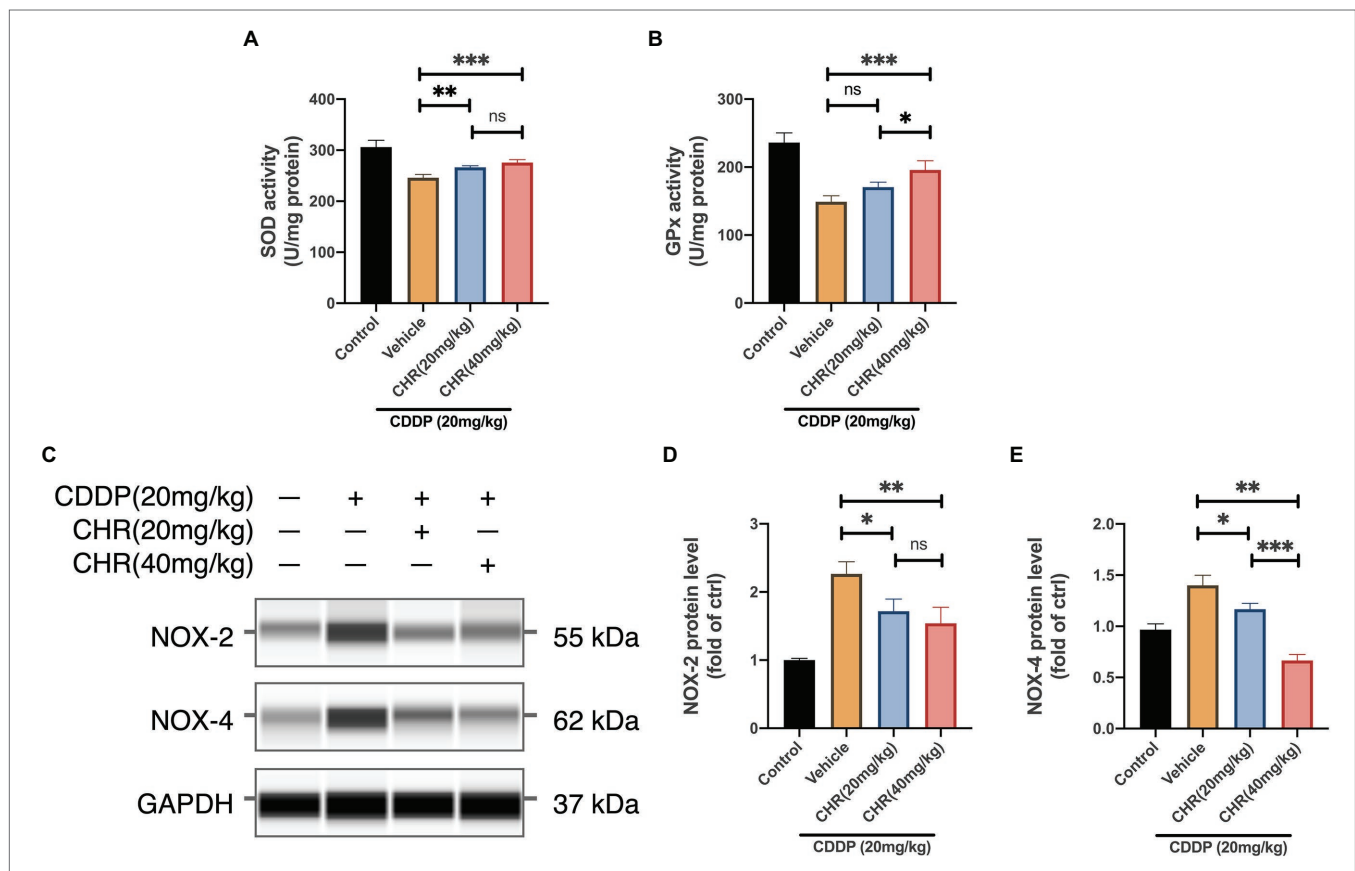 A
***
**
ns
400
300
200
100
0
SOD activity
(U/mg protein)
Control
Vehicle
CHR(20mg/kg)
CHR(40mg/kg)
CDDP (20mg/kg)
B
***
ns
*
300
200
100
0
GPx activity
(U/mg protein)
Control
Vehicle
CHR(20mg/kg)
CHR(40mg/kg)
CDDP (20mg/kg)
C
CDDP(20mg/kg) — + + +
CHR(20mg/kg) — — + —
CHR(40mg/kg) — — — +
NOX-2 55 kDa
NOX-4 62 kDa
GAPDH 37 kDa
D
**
*
ns
3
2
1
0
NOX-2 protein level
(fold of ctrl)
Control
Vehicle
CHR(20mg/kg)
CHR(40mg/kg)
CDDP (20mg/kg)
E
**
*
***
2.0
1.5
1.0
0.5
0.0
NOX-4 protein level
(fold of ctrl)
Control
Vehicle
CHR(20mg/kg)
CHR(40mg/kg)
CDDP (20mg/kg)